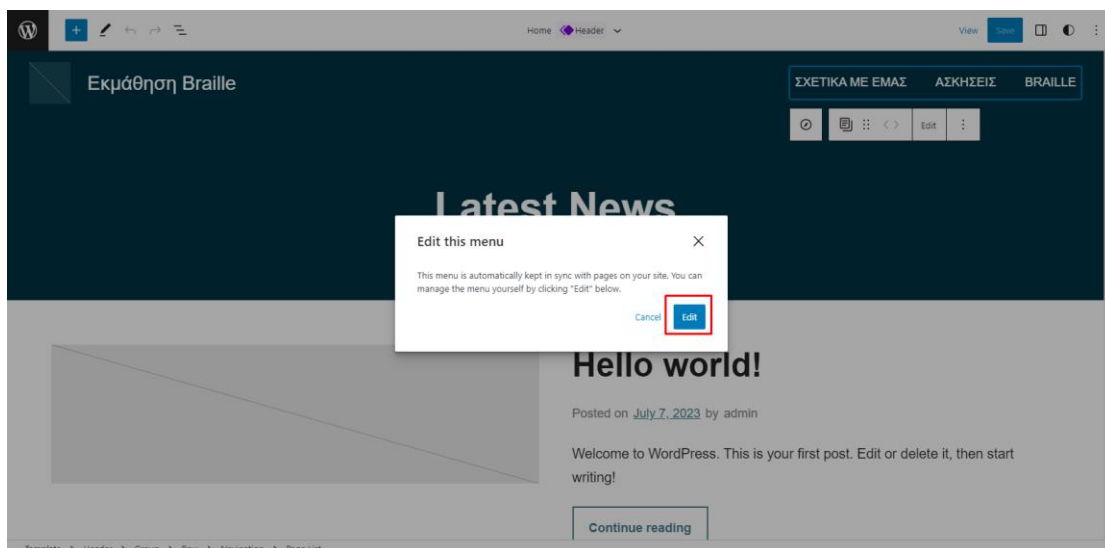 Home Header
View Save
Εκμάθηση Braille
ΣΧΕΤΙΚΑ ΜΕ ΕΜΑΣ ΑΣΚΗΣΕΙΣ BRAILLE
Edit
Latest News
Edit this menu
This menu is automatically kept in sync with pages on your site. You can
manage the menu yourself by clicking "Edit" below.
Cancel Edit
Hello world!
Posted on July 7, 2023 by admin
Welcome to WordPress. This is your first post. Edit or delete it, then start
writing!
Continue reading